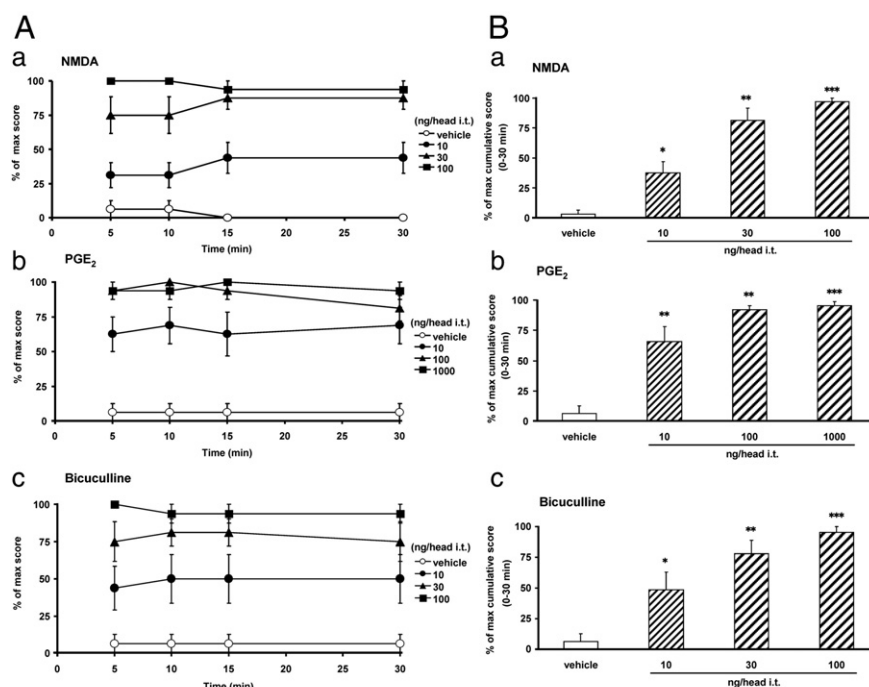 A
a
NMDA
% of max score
100
75
50
25
0
0 5 10 15 20 25 30
Time (min)
(ng/head i.t.)
vehicle
10
30
100
b
PGE2
% of max score
100
75
50
25
0
0 5 10 15 20 25 30
Time (min)
(ng/head i.t.)
vehicle
10
100
1000
c
Bicuculline
% of max score
100
75
50
25
0
0 5 10 15 20 25 30
Time (min)
(ng/head i.t.)
vehicle
10
30
100
B
a
NMDA
% of max cumulative score
(0-30 min)
100
75
50
25
0
*
**
***
vehicle 10 30 100
ng/head i.t.
b
PGE2
% of max cumulative score
(0-30 min)
100
75
50
25
0
**
**
***
vehicle 10 100 1000
ng/head i.t.
c
Bicuculline
% of max cumulative score
(0-30 min)
100
75
50
25
0
*
**
***
vehicle 10 30 100
ng/head i.t.